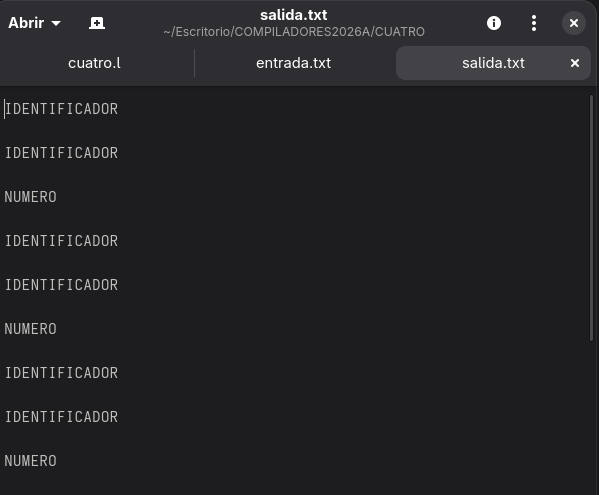 Abrir
salida.txt
~/Escritorio/COMPILADORES2026A/CUATRO
cuatro.l
entrada.txt
salida.txt
IDENTIFICADOR
IDENTIFICADOR
NUMERO
IDENTIFICADOR
IDENTIFICADOR
NUMERO
IDENTIFICADOR
IDENTIFICADOR
NUMERO